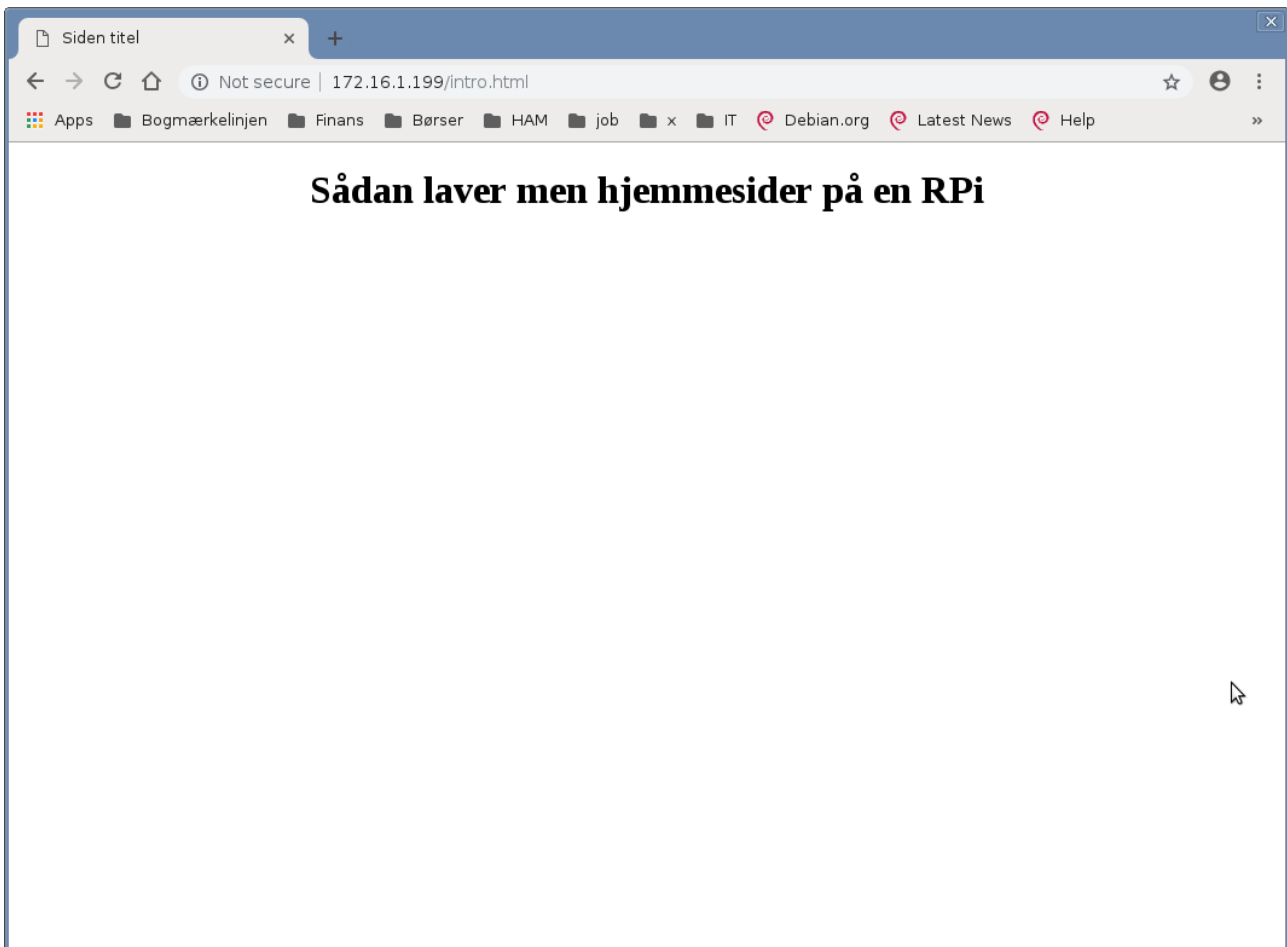 Siden titel
Not secure | 172.16.1.199/intro.html
Apps Bogmærkelinjen Finans Børser HAM job x IT Debian.org Latest News Help »
Sådan laver men hjemmesider på en RPi